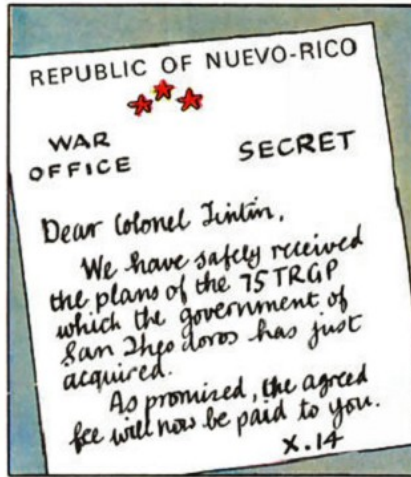 REPUBLIC OF NUEVO-RICO
WAR
OFFICE
SECRET
Dear Colonel Tintin,
We have safely received
the plans of the 75 TRGP
which the government of
San Theodoros has just
acquired.
As promised, the agreed
fee will now be paid to you.
X.14